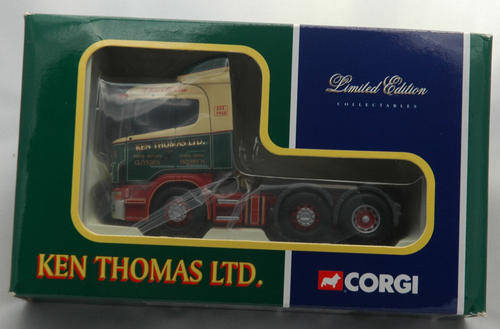 Limited Edition
COLLECTABLES
KEN THOMAS LTD.
KEN THOMAS LTD.
CORGI